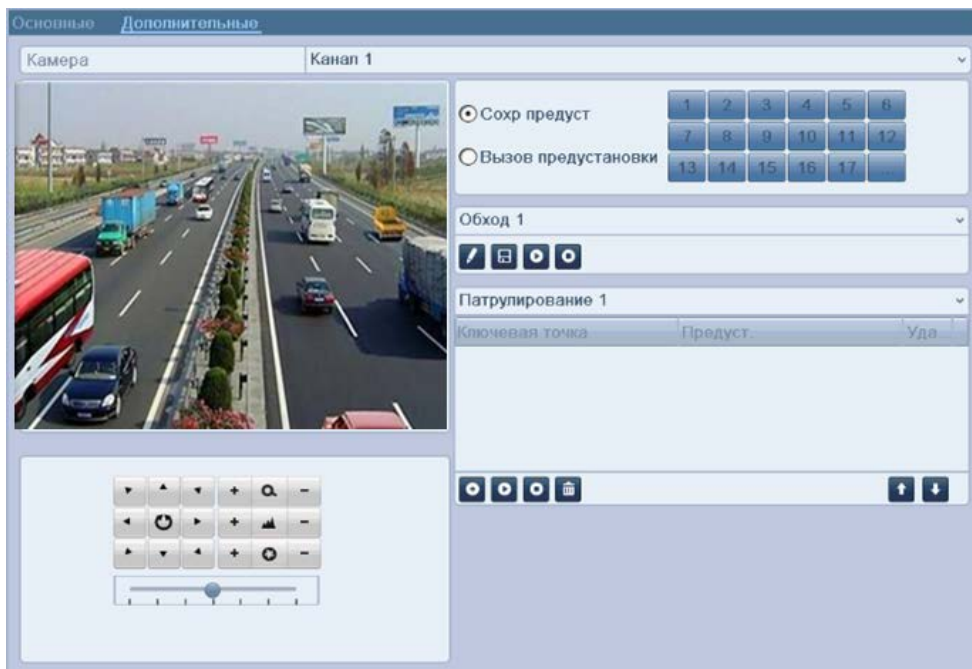 Основные Дополнительные
Камера Канал 1
Сохр предуст
Вызов предустановки
1 2 3 4 5 6
7 8 9 10 11 12
13 14 15 16 17 ...
Обход 1
Патрулирование 1
Ключевая точка Предуст. Уда...